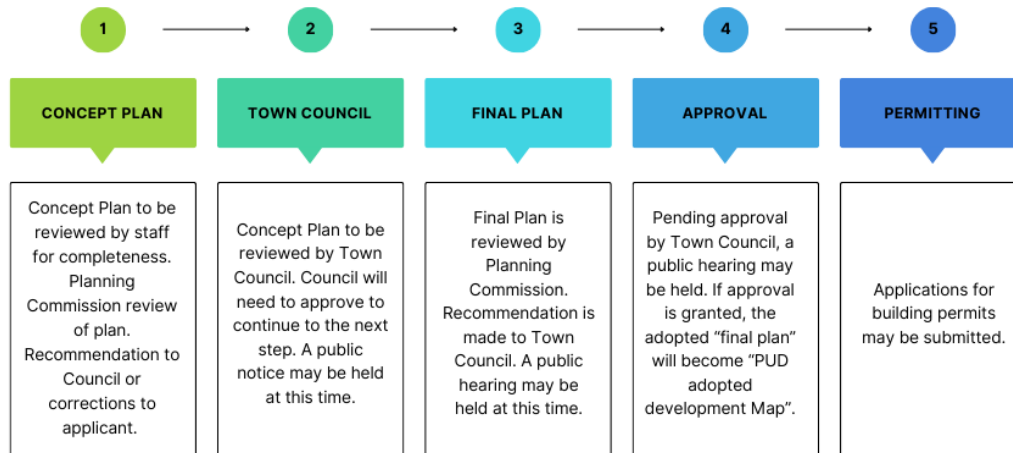 1
2
3
4
5
CONCEPT PLAN
TOWN COUNCIL
FINAL PLAN
APPROVAL
PERMITTING
Concept Plan to be
reviewed by staff
for completeness.
Planning
Commission review
of plan.
Recommendation to
Council or
corrections to
applicant.
Concept Plan to be
reviewed by Town
Council. Council will
need to approve to
continue to the next
step. A public
notice may be held
at this time.
Final Plan is
reviewed by
Planning
Commission.
Recommendation is
made to Town
Council. A public
hearing may be
held at this time.
Pending approval
by Town Council, a
public hearing may
be held. If approval
is granted, the
adopted “final plan”
will become “PUD
adopted
development Map”.
Applications for
building permits
may be submitted.